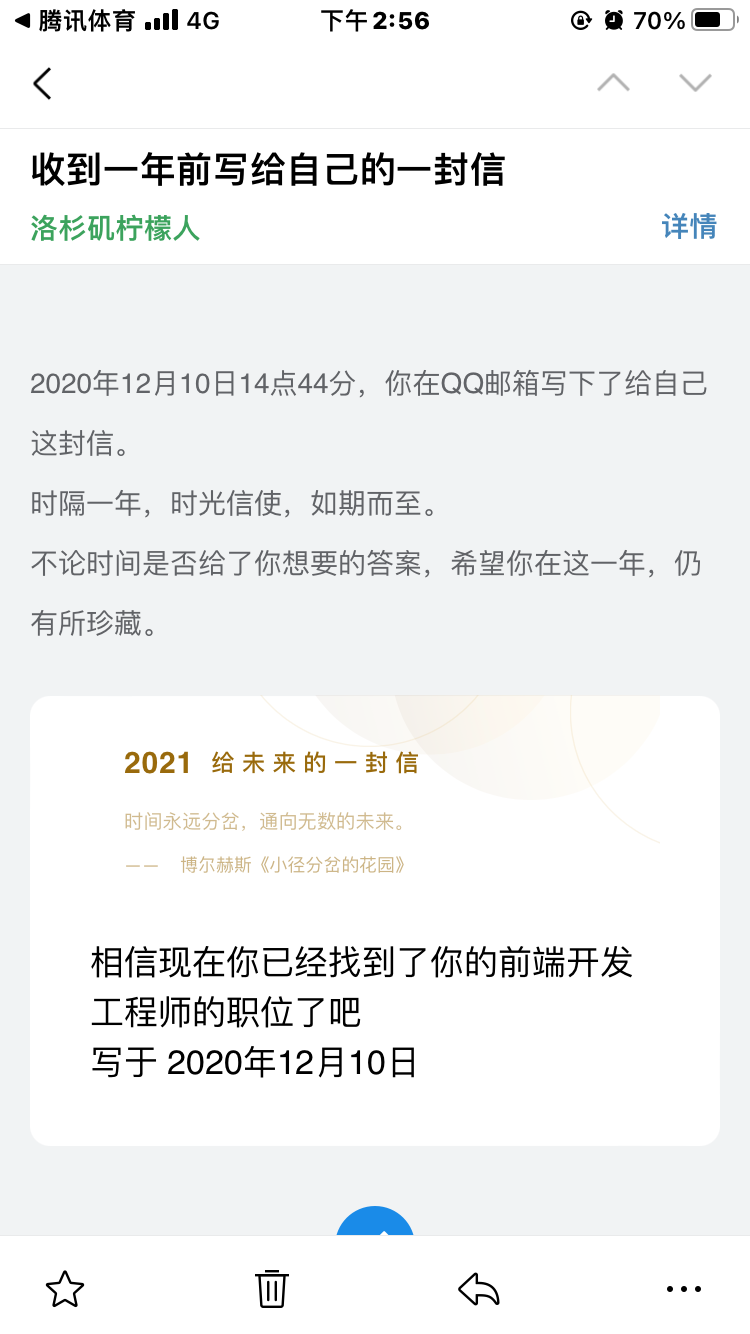 腾讯体育 4G 下午2:56 70%
收到一年前写给自己的一封信
洛杉矶柠檬人 详情
2020年12月10日14点44分，你在QQ邮箱写下了给自己
这封信。
时隔一年，时光信使，如期而至。
不论时间是否给了你想要的答案，希望你在这一年，仍
有所珍藏。
2021 给未来的一封信
时间永远分岔，通向无数的未来。
—— 博尔赫斯《小径分岔的花园》
相信现在你已经找到了你的前端开发
工程师的职位了吧
写于 2020年12月10日